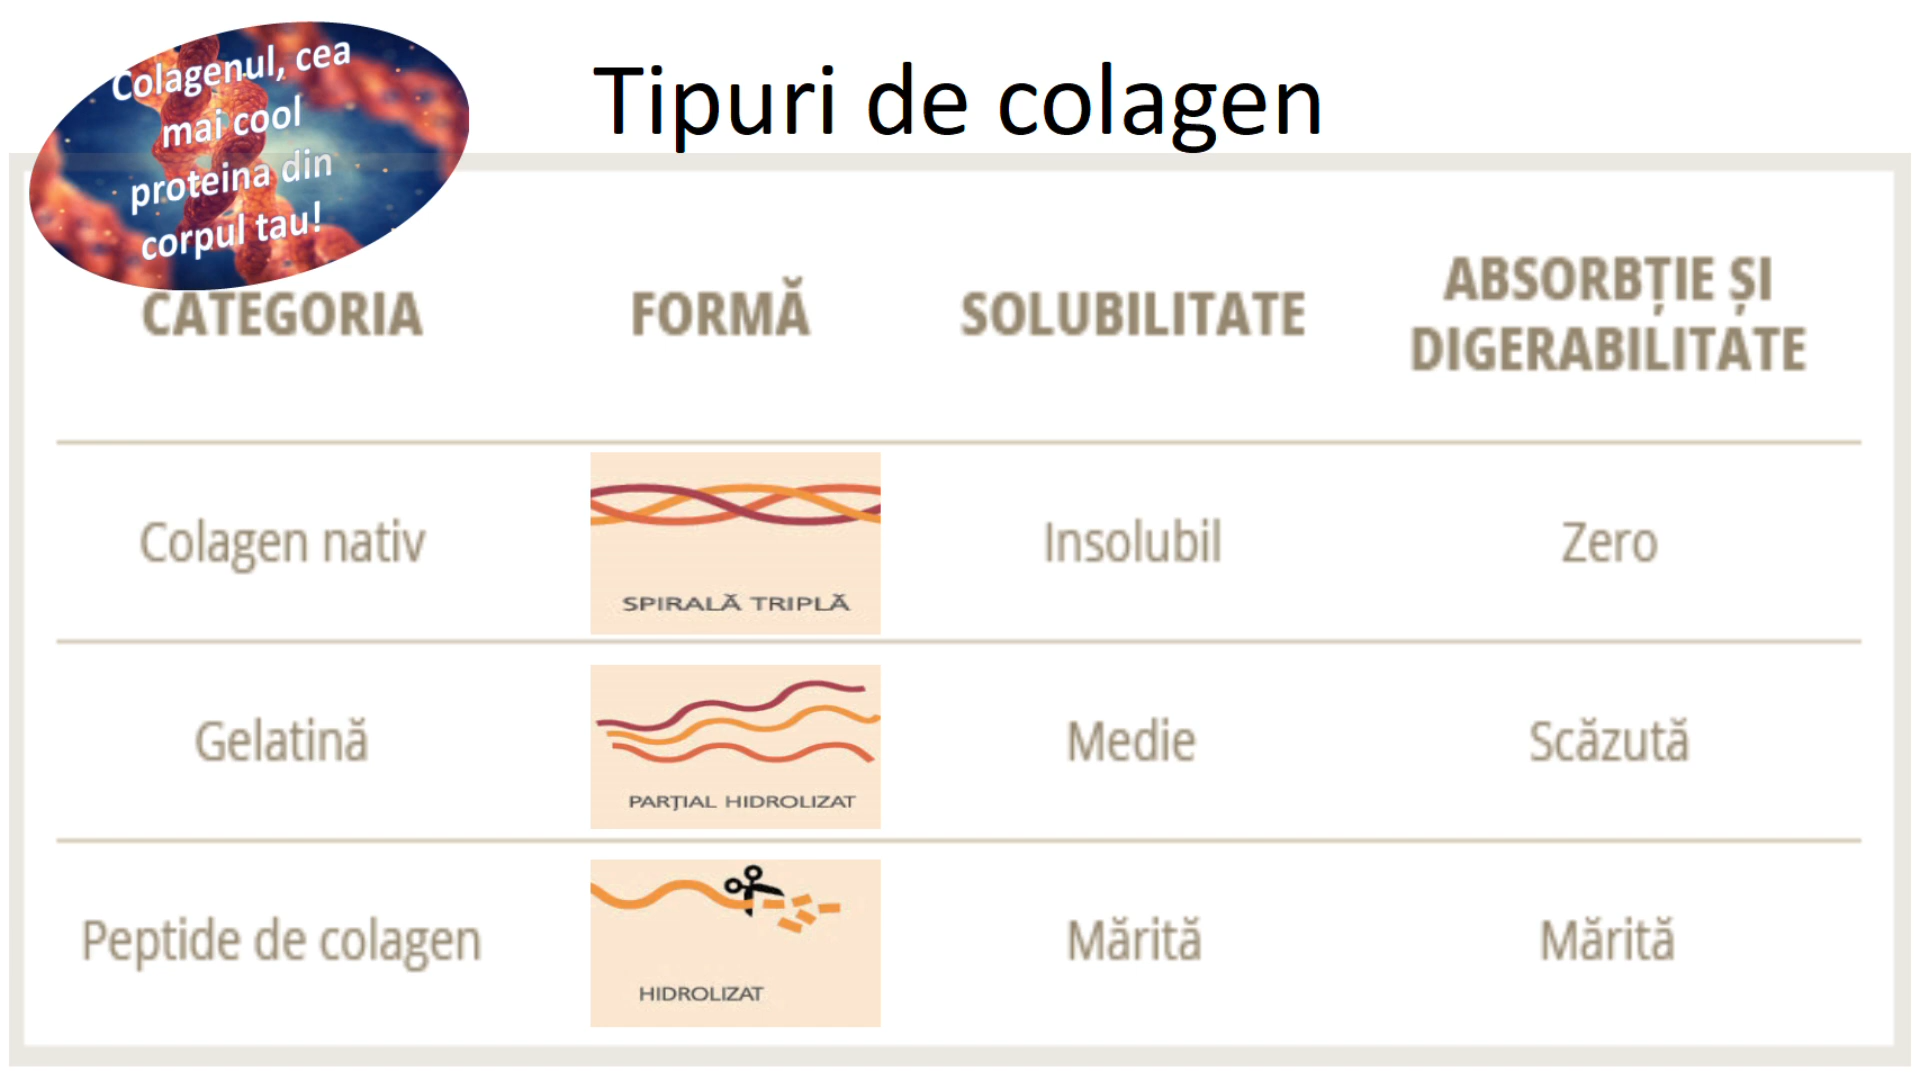 Colagenul, cea
mai cool
proteina din
corpul tau!
Tipuri de colagen
CATEGORIA
FORMĂ
SOLUBILITATE
ABSORBȚIE ȘI
DIGERABILITATE
Colagen nativ
SPIRALĂ TRIPLĂ
Insolubil
Zero
Gelatină
PARȚIAL HIDROLIZAT
Medie
Scăzută
Peptide de colagen
HIDROLIZAT
Mărită
Mărită